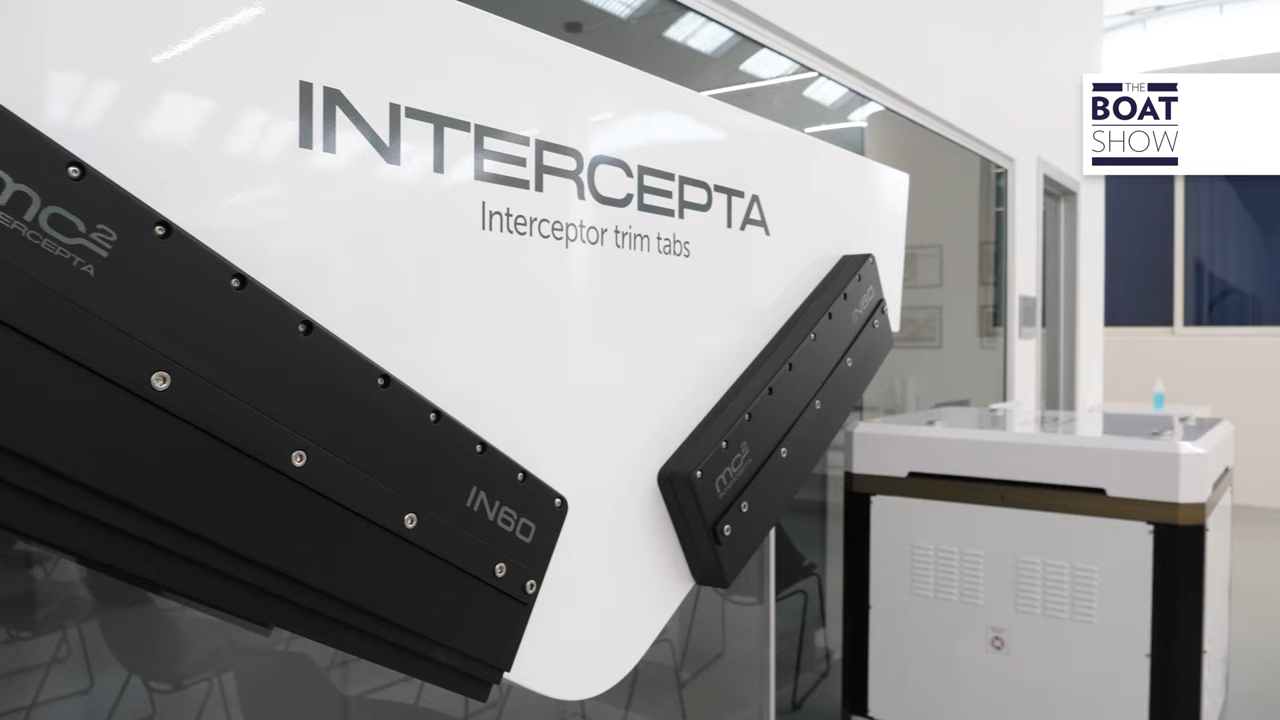 INTERCEPTA
Interceptor trim tabs
mc²
INTERCEPTA
IN60
IN60
mc²
THE
BOAT
SHOW